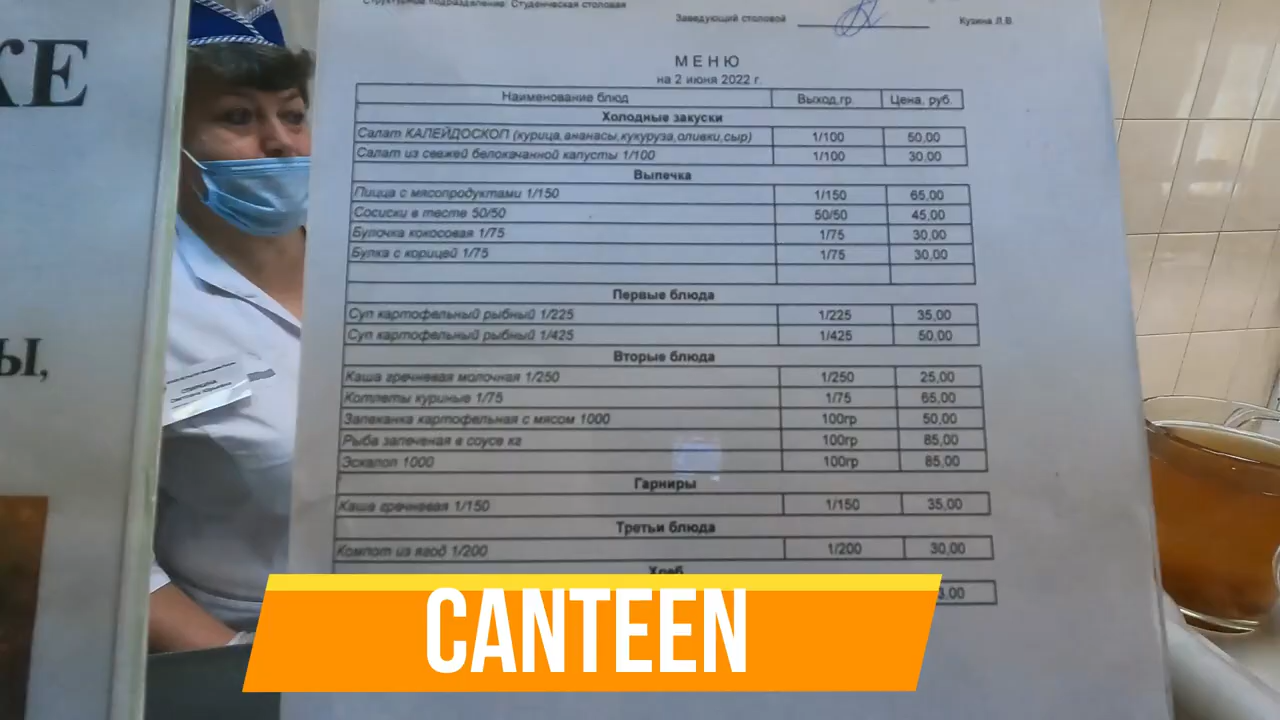 КЕ
Ы,
Структурное подразделение: Студенческая столовая
Заведующий столовой Кузина Л.В.
МЕНЮ
на 2 июня 2022 г.
Наименование блюд Выход,гр Цена, руб.
Холодные закуски
Салат КАЛЕЙДОСКОП (курица,ананасы,кукуруза,оливки,сыр) 1/100 50,00
Салат из свежей белокачанной капусты 1/100 1/100 30,00
Выпечка
Пицца с мясопродуктами 1/150 1/150 65,00
Сосиски в тесте 50/50 50/50 45,00
Булочка кокосовая 1/75 1/75 30,00
Булка с корицей 1/75 1/75 30,00
Первые блюда
Суп картофельный рыбный 1/225 1/225 35,00
Суп картофельный рыбный 1/425 1/425 50,00
Вторые блюда
Каша гречневая молочная 1/250 1/250 25,00
Котлеты куриные 1/75 1/75 65,00
Запеканка картофельная с мясом 1000 100гр 50,00
Рыба запеченая в соусе кг 100гр 85,00
Эскалоп 1000 100гр 85,00
Гарниры
Каша гречневая 1/150 1/150 35,00
Третьи блюда
Компот из ягод 1/200 1/200 30,00
Хлеб
3,00
CANTEEN